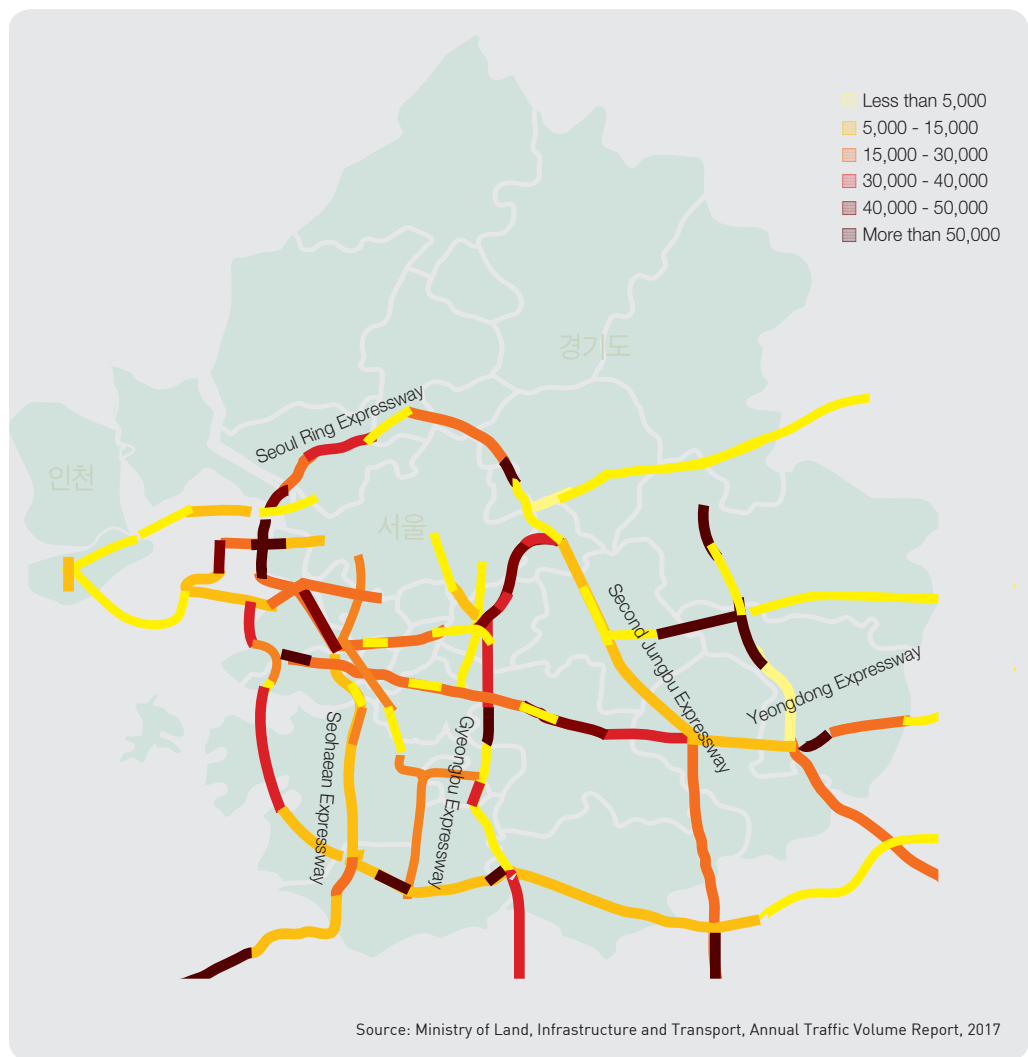 Less than 5,000
5,000 - 15,000
15,000 - 30,000
30,000 - 40,000
40,000 - 50,000
More than 50,000
경기도
Seoul Ring Expressway
인천
서울
Second Jungbu Expressway
Yeongdong Expressway
Seohaean Expressway
Gyeongbu Expressway
Source: Ministry of Land, Infrastructure and Transport, Annual Traffic Volume Report, 2017